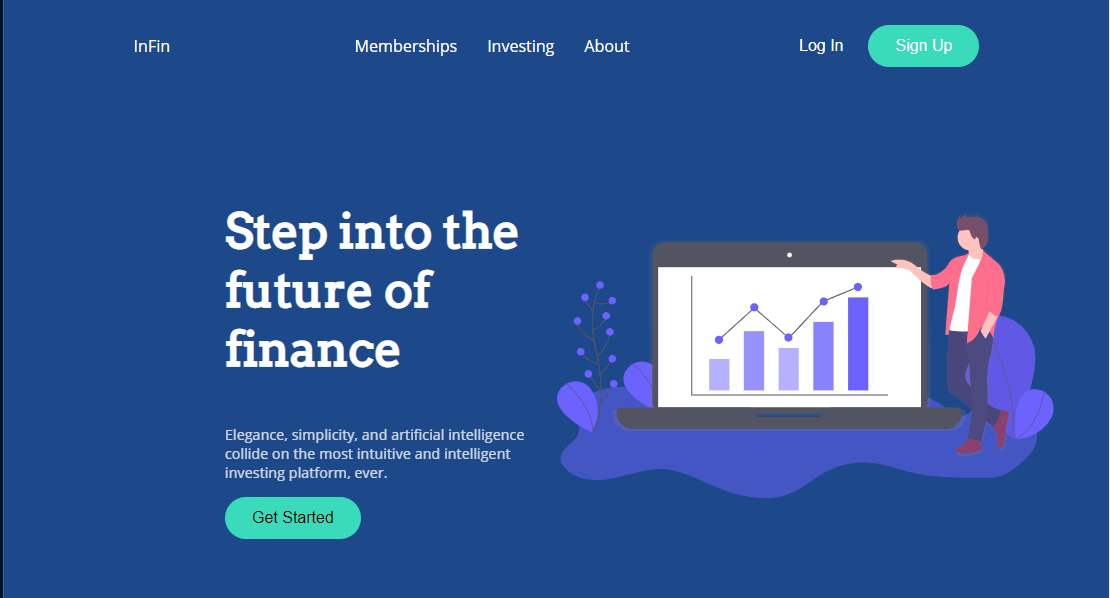 InFin
Memberships
Investing
About
Log In
Sign Up
Step into the
future of
finance
Elegance, simplicity, and artificial intelligence
collide on the most intuitive and intelligent
investing platform, ever.
Get Started